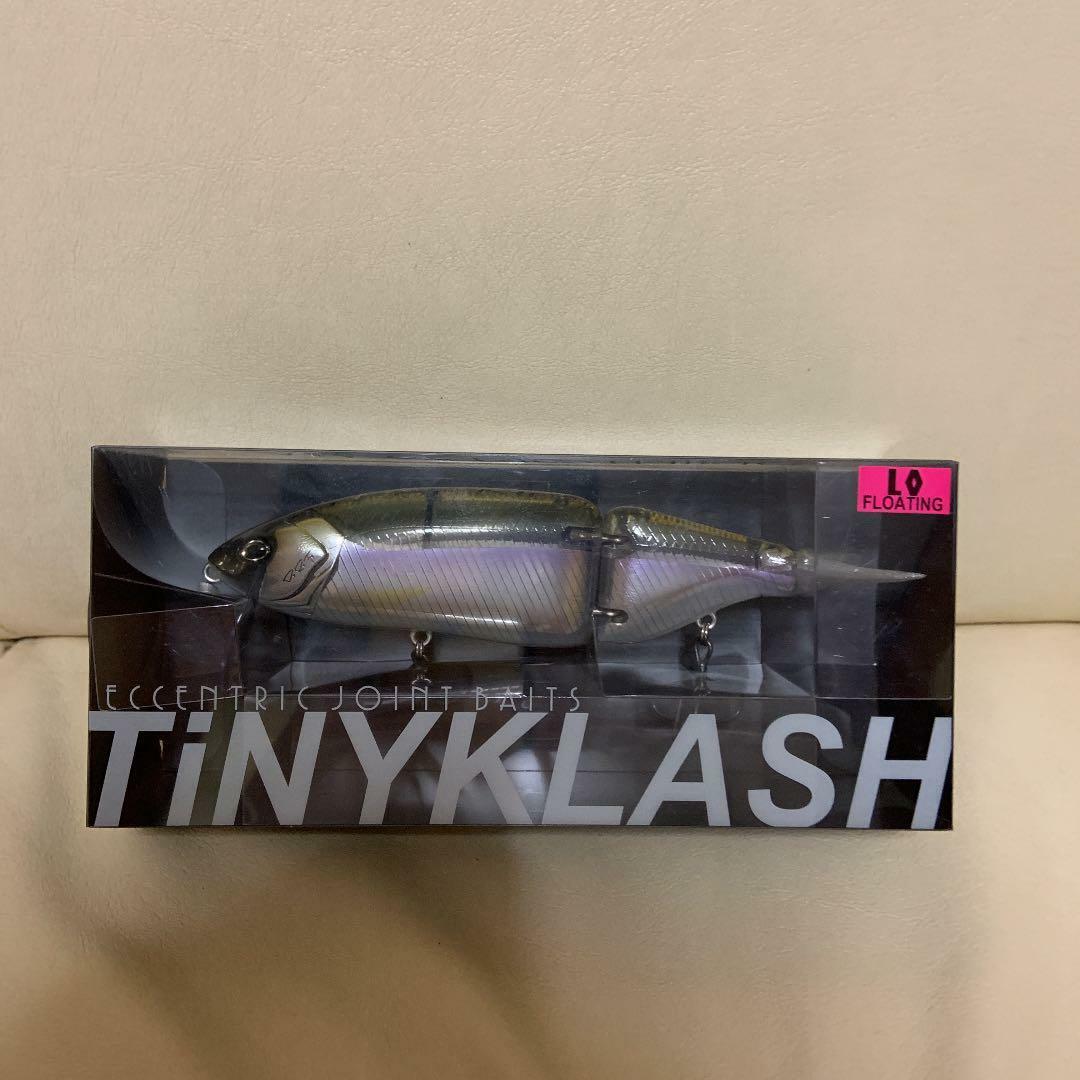 LO
FLOATING
ECCENTRIC JOINT BAITS
TiNYKLASH